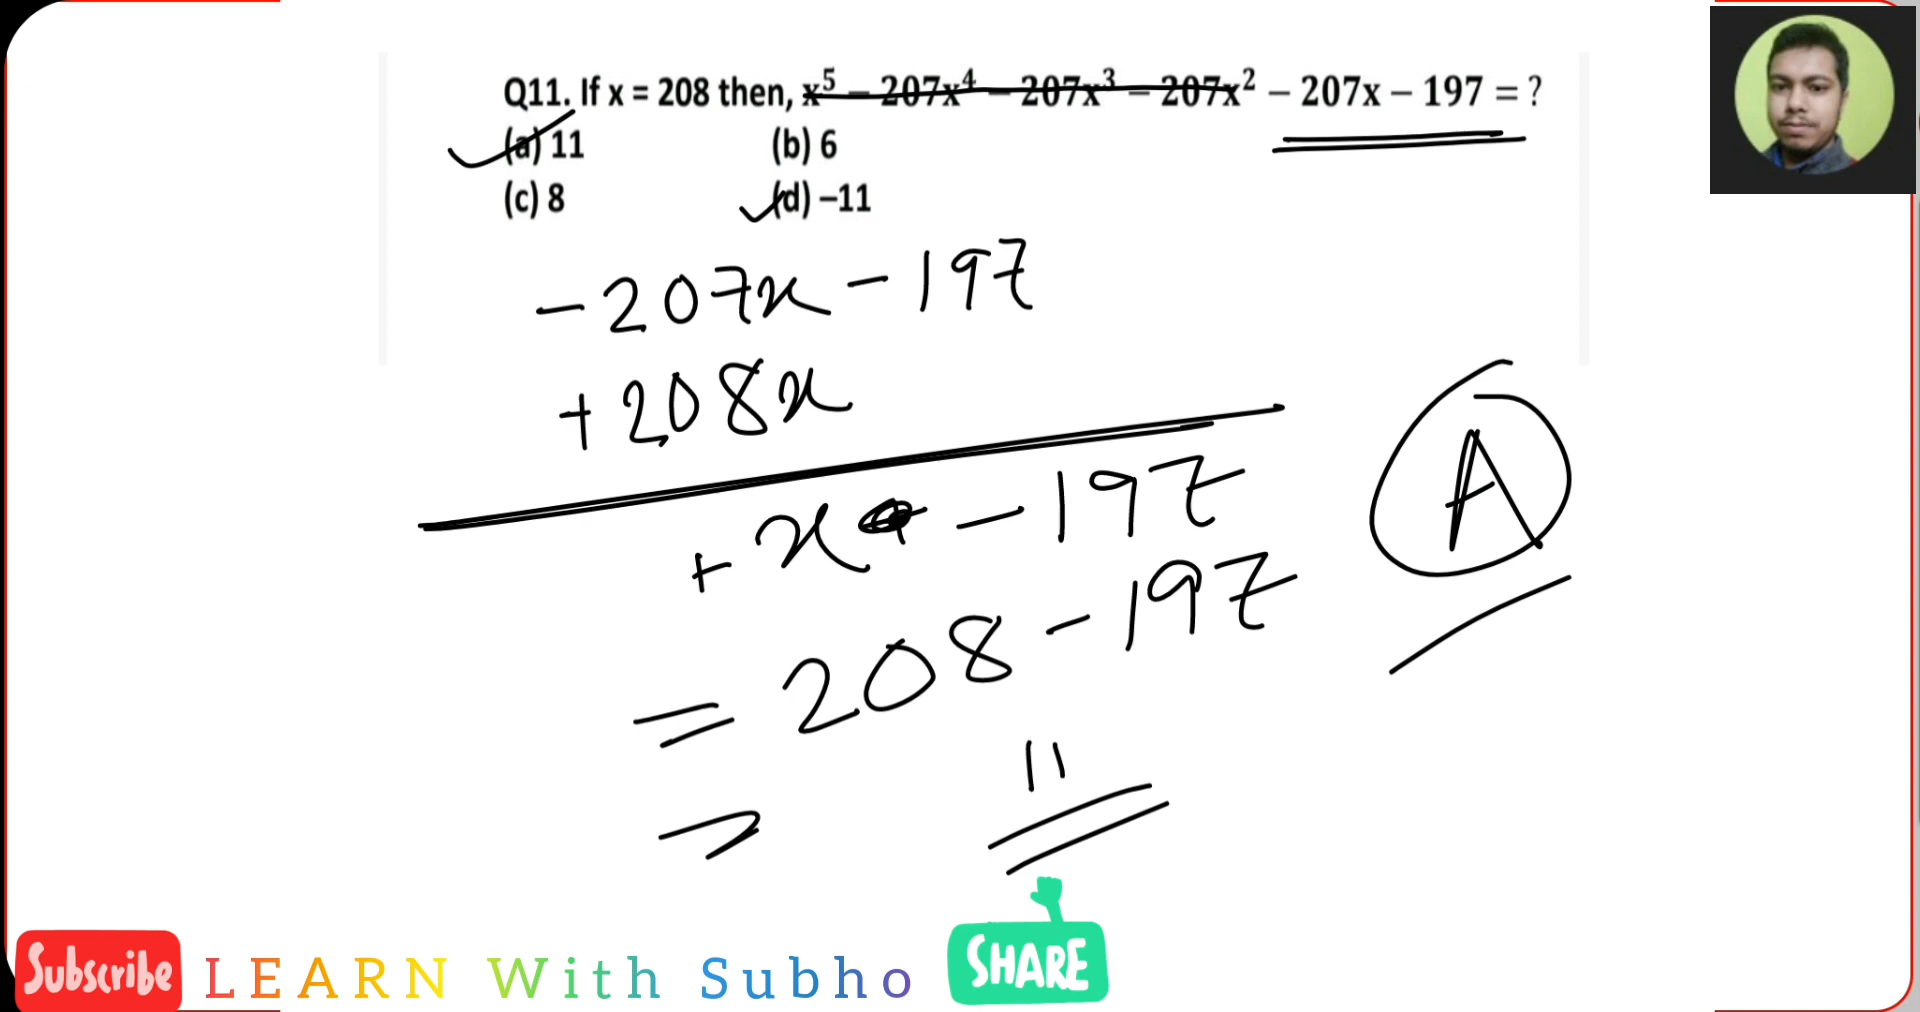 Q11. If x = 208 then, x⁵ − 207x⁴ − 207x³ − 207x² − 207x − 197 = ?
(a) 11 (b) 6
(c) 8 (d) −11
− 207x − 197
+ 208x
+ x − 197
= 208 − 197
= 11
A
Subscribe LEARN With Subho SHARE